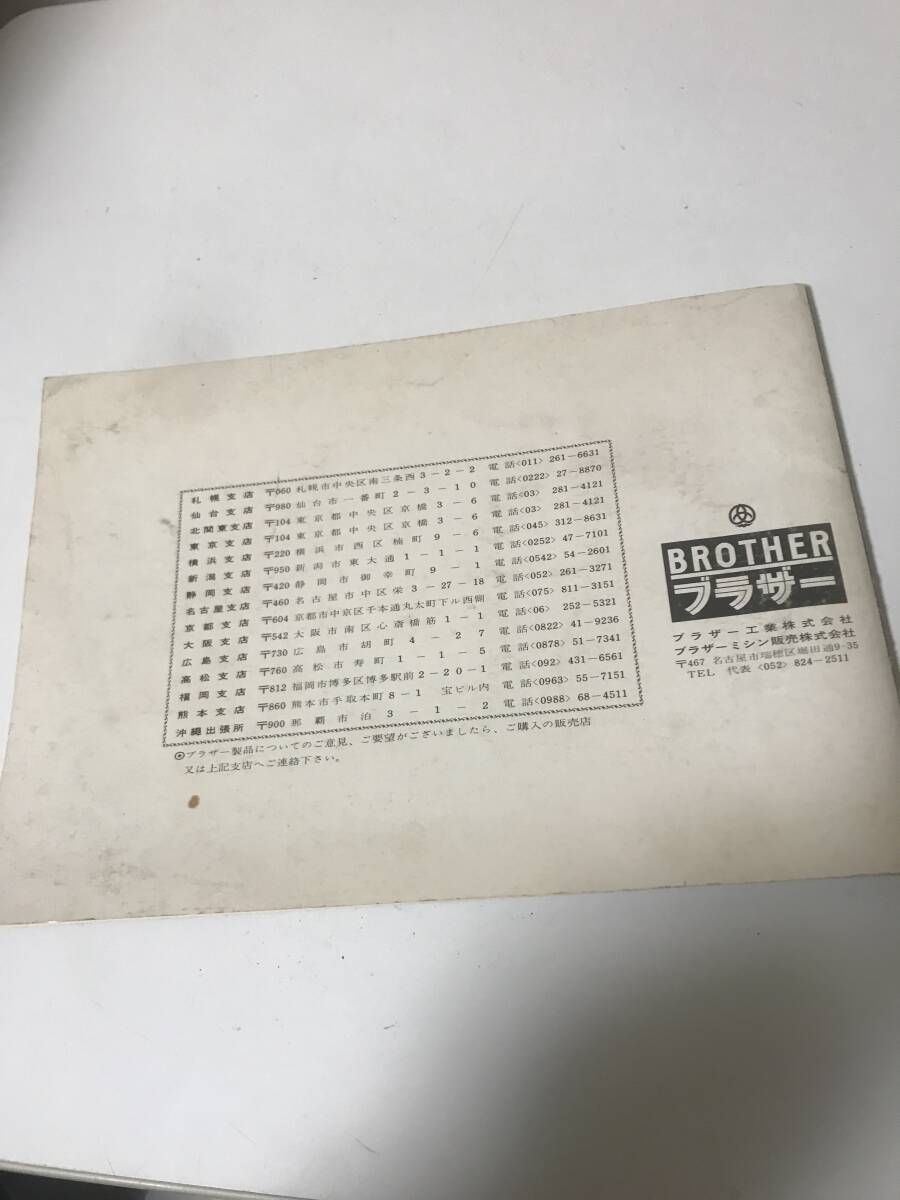 札幌支店 〒060 札幌市中央区南三条西3-2-2 電話<011> 261-6631
仙台支店 〒980 仙台市一番町2-3-10 電話<0222> 27-8870
北関東支店 〒104 東京都中央区京橋3-6 電話<03> 281-4121
東京支店 〒104 東京都中央区京橋3-6 電話<03> 281-4121
横浜支店 〒220 横浜市西区楠町9-6 電話<045> 312-8631
新潟支店 〒950 新潟市東大通1-1-1 電話<0252> 47-7101
静岡支店 〒420 静岡市御幸町9-1 電話<0542> 54-2601
名古屋支店 〒460 名古屋市中区栄3-27-18 電話<052> 261-3271
京都支店 〒604 京都市中京区千本通丸太町下ル西側 電話<075> 811-3151
大阪支店 〒542 大阪市南区心斎橋筋1-1 電話<06> 252-5321
広島支店 〒730 広島市胡町4-27 電話<0822> 41-9236
高松支店 〒760 高松市寿町1-1-5 電話<0878> 51-7341
福岡支店 〒812 福岡市博多区博多駅前2-20-1 電話<092> 431-6561
熊本支店 〒860 熊本市手取本町8-1 宝ビル内 電話<0963> 55-7151
沖縄出張所 〒900 那覇市泊3-1-2 電話<0988> 68-4511
⦿ブラザー製品についてのご意見、ご要望がございましたら、ご購入の販売店
又は上記支店へご連絡下さい。
BROTHER
ブラザー
ブラザー工業株式会社
ブラザーミシン販売株式会社
〒467 名古屋市瑞穂区堀田通9-35
TEL 代表<052> 824-2511